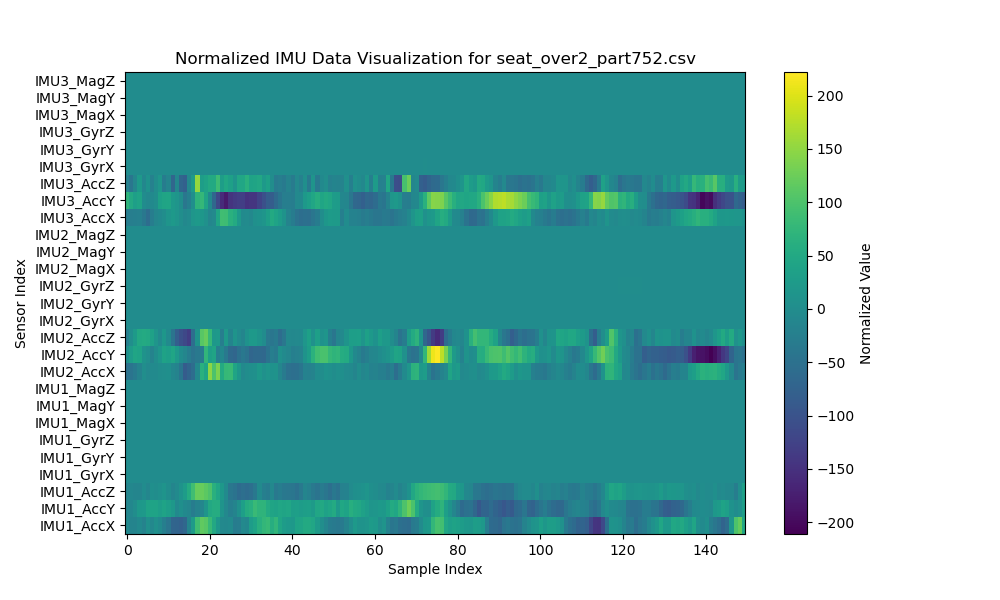 Normalized IMU Data Visualization for seat_over2_part752.csv
IMU3_MagZ
IMU3_MagY
IMU3_MagX
IMU3_GyrZ
IMU3_GyrY
IMU3_GyrX
IMU3_AccZ
IMU3_AccY
IMU3_AccX
IMU2_MagZ
IMU2_MagY
IMU2_MagX
IMU2_GyrZ
IMU2_GyrY
IMU2_GyrX
IMU2_AccZ
IMU2_AccY
IMU2_AccX
IMU1_MagZ
IMU1_MagY
IMU1_MagX
IMU1_GyrZ
IMU1_GyrY
IMU1_GyrX
IMU1_AccZ
IMU1_AccY
IMU1_AccX
Sensor Index
0 20 40 60 80 100 120 140
Sample Index
200
150
100
50
0
−50
−100
−150
−200
Normalized Value